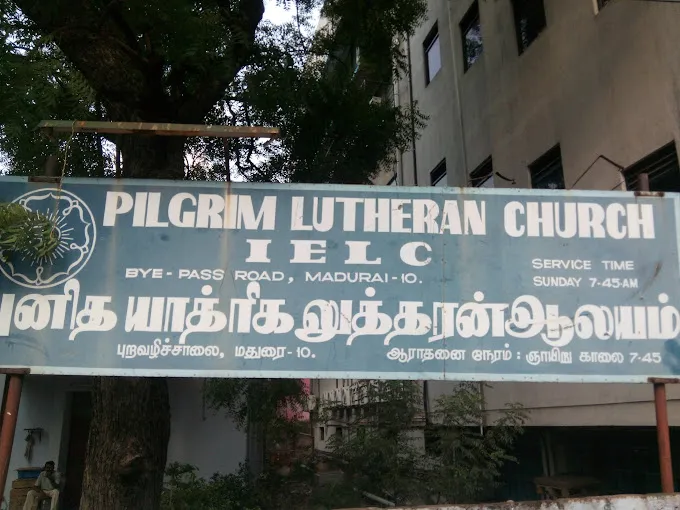 PILGRIM LUTHERAN CHURCH
IELC
BYE-PASS ROAD, MADURAI-10.
SERVICE TIME
SUNDAY 7-45-AM
புனித யாத்ரிக லுத்தரன் ஆலயம்
புறவழிச்சாலை, மதுரை-10.
ஆராதனை நேரம் : ஞாயிறு காலை 7-45